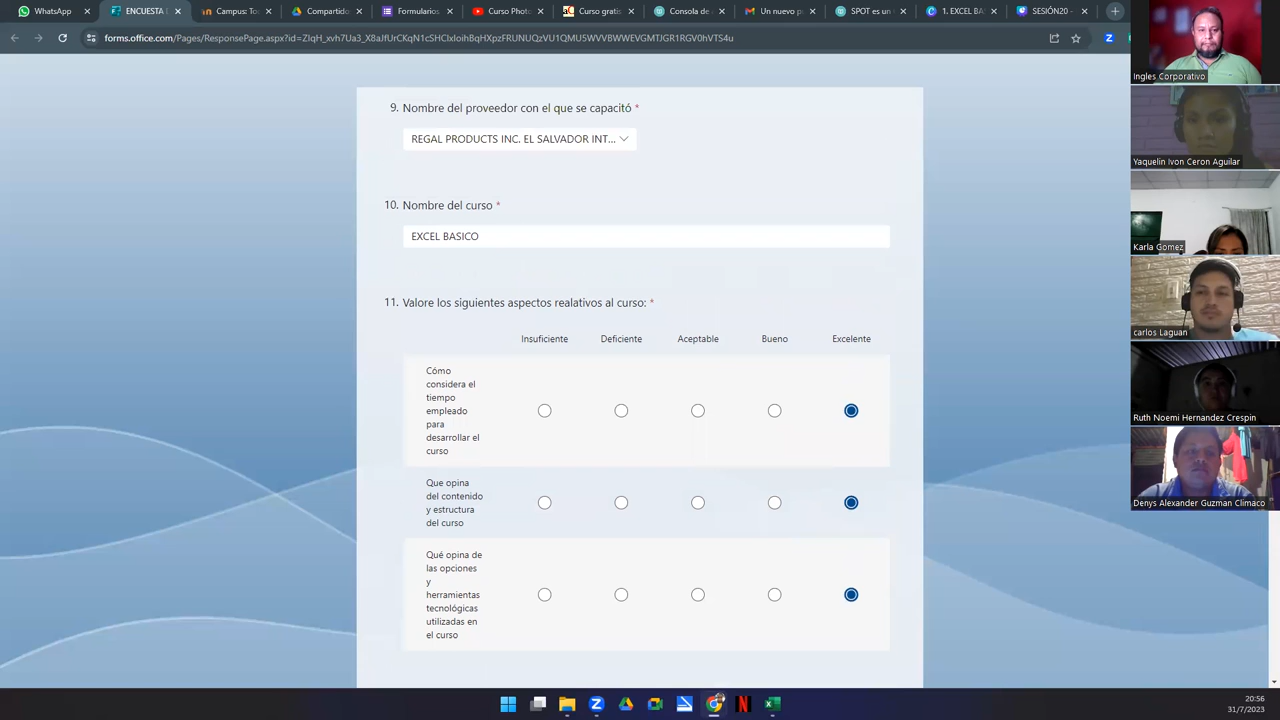 WhatsApp
ENCUESTA E
Campus: To
Compartido
Formularios
Curso Photo
Curso gratis
Consola de
Un nuevo p
SPOT es un
1. EXCEL BAS
SESIÓN20 -
forms.office.com/Pages/ResponsePage.aspx?id=
9. Nombre del proveedor con el que se capacitó *
REGAL PRODUCTS INC. EL SALVADOR INT...
10. Nombre del curso *
EXCEL BASICO
11. Valore los siguientes aspectos realativos al curso: *
Insuficiente Deficiente Aceptable Bueno Excelente
Cómo
considera el
tiempo
empleado
para
desarrollar el
curso
Que opina
del contenido
y estructura
del curso
Qué opina de
las opciones
y
herramientas
tecnológicas
utilizadas en
el curso
Ingles Corporativo
Yaquelin Ivon Ceron Aguilar
Karla Gomez
carlos Laguan
Ruth Noemi Hernandez Crespin
Denys Alexander Guzman Climaco
20:56
31/7/2023